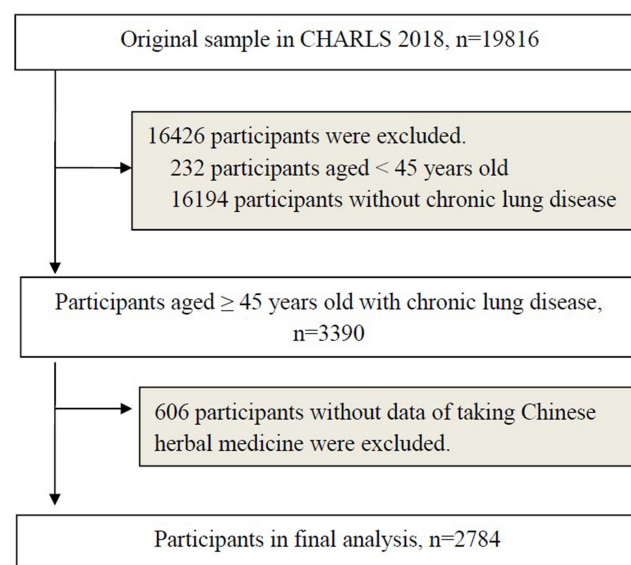 Original sample in CHARLS 2018, n=19816
16426 participants were excluded.
232 participants aged < 45 years old
16194 participants without chronic lung disease
Participants aged ≥ 45 years old with chronic lung disease,
n=3390
606 participants without data of taking Chinese
herbal medicine were excluded.
Participants in final analysis, n=2784